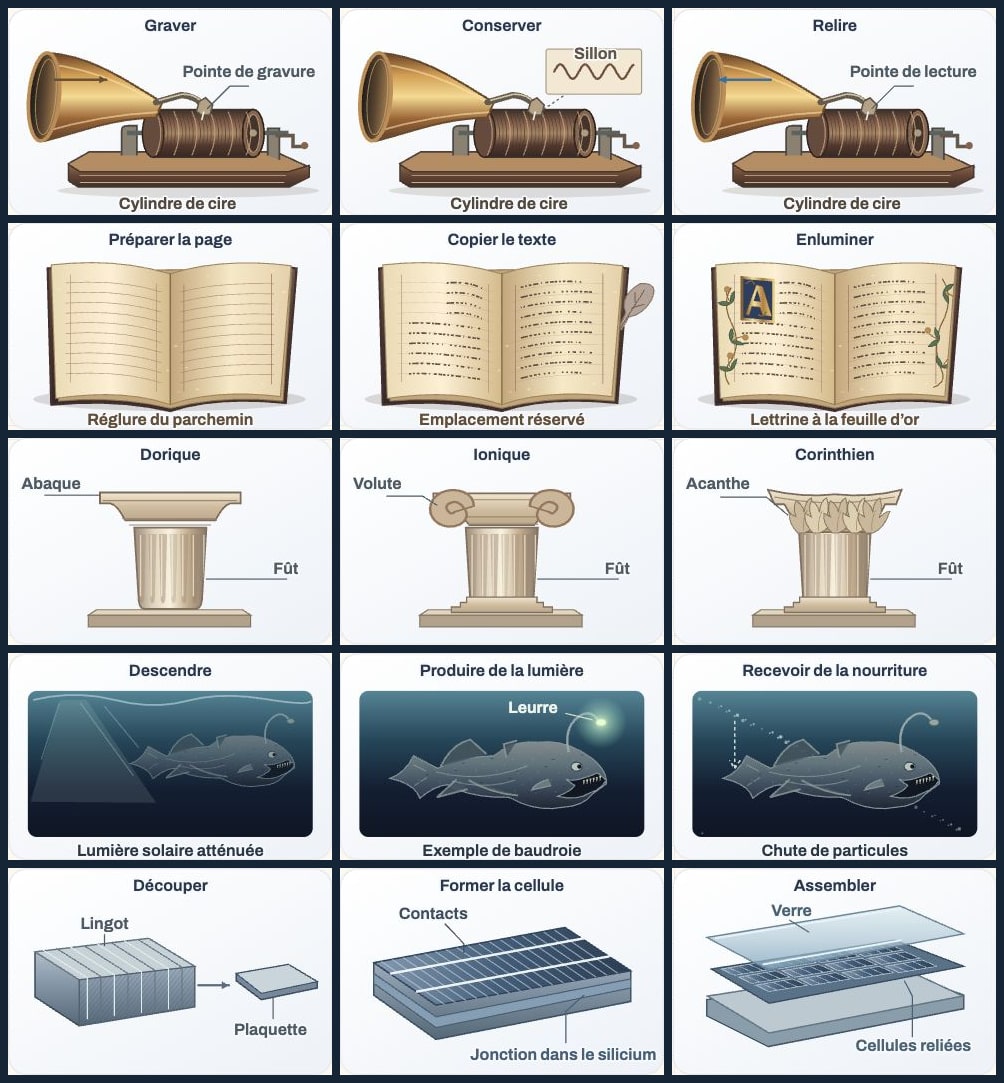 Graver
Pointe de gravure
Cylindre de cire
Conserver
Sillon
Cylindre de cire
Relire
Pointe de lecture
Cylindre de cire
Préparer la page
Réglure du parchemin
Copier le texte
Emplacement réservé
Enluminer
A
Lettrine à la feuille d’or
Dorique
Abaque
Fût
Ionique
Volute
Fût
Corinthien
Acanthe
Fût
Descendre
Lumière solaire atténuée
Produire de la lumière
Leurre
Exemple de baudroie
Recevoir de la nourriture
Chute de particules
Découper
Lingot
Plaquette
Former la cellule
Contacts
Jonction dans le silicium
Assembler
Verre
Cellules reliées